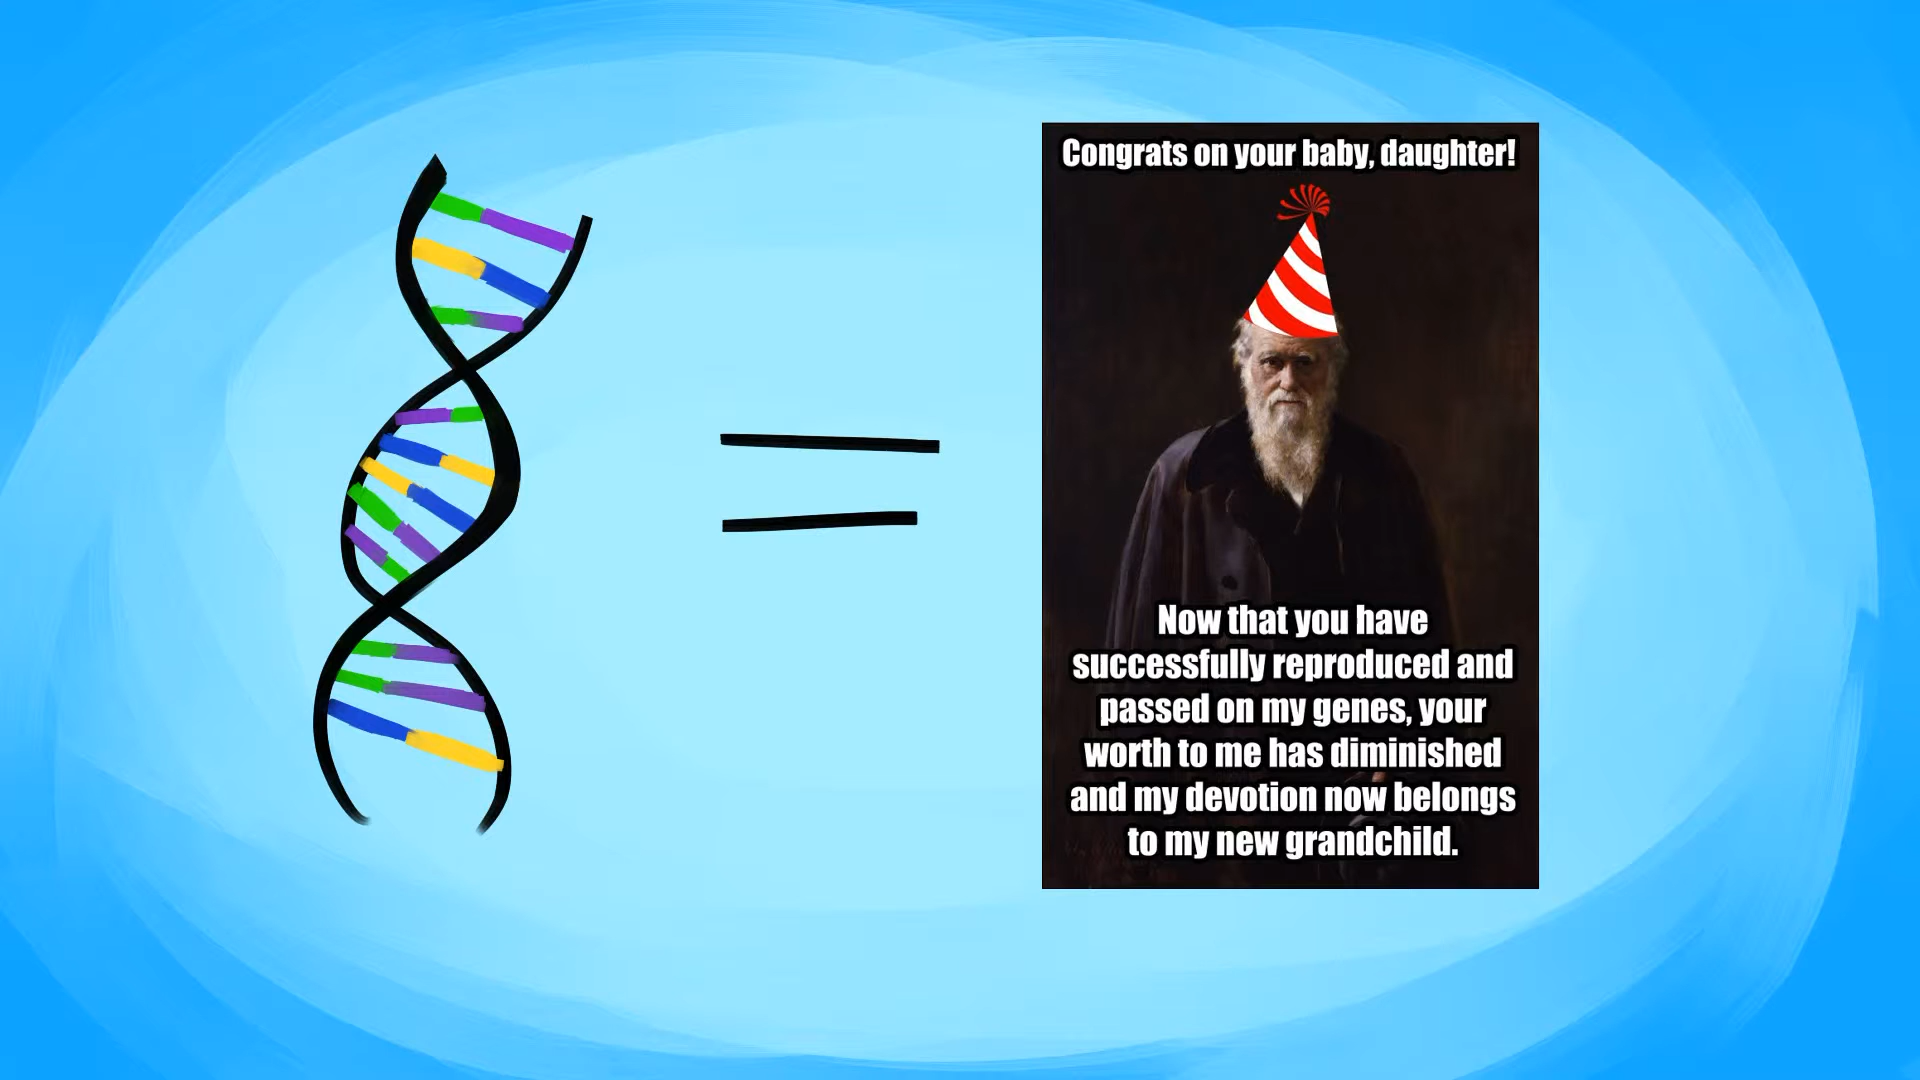 Congrats on your baby, daughter!
Now that you have
successfully reproduced and
passed on my genes, your
worth to me has diminished
and my devotion now belongs
to my new grandchild.